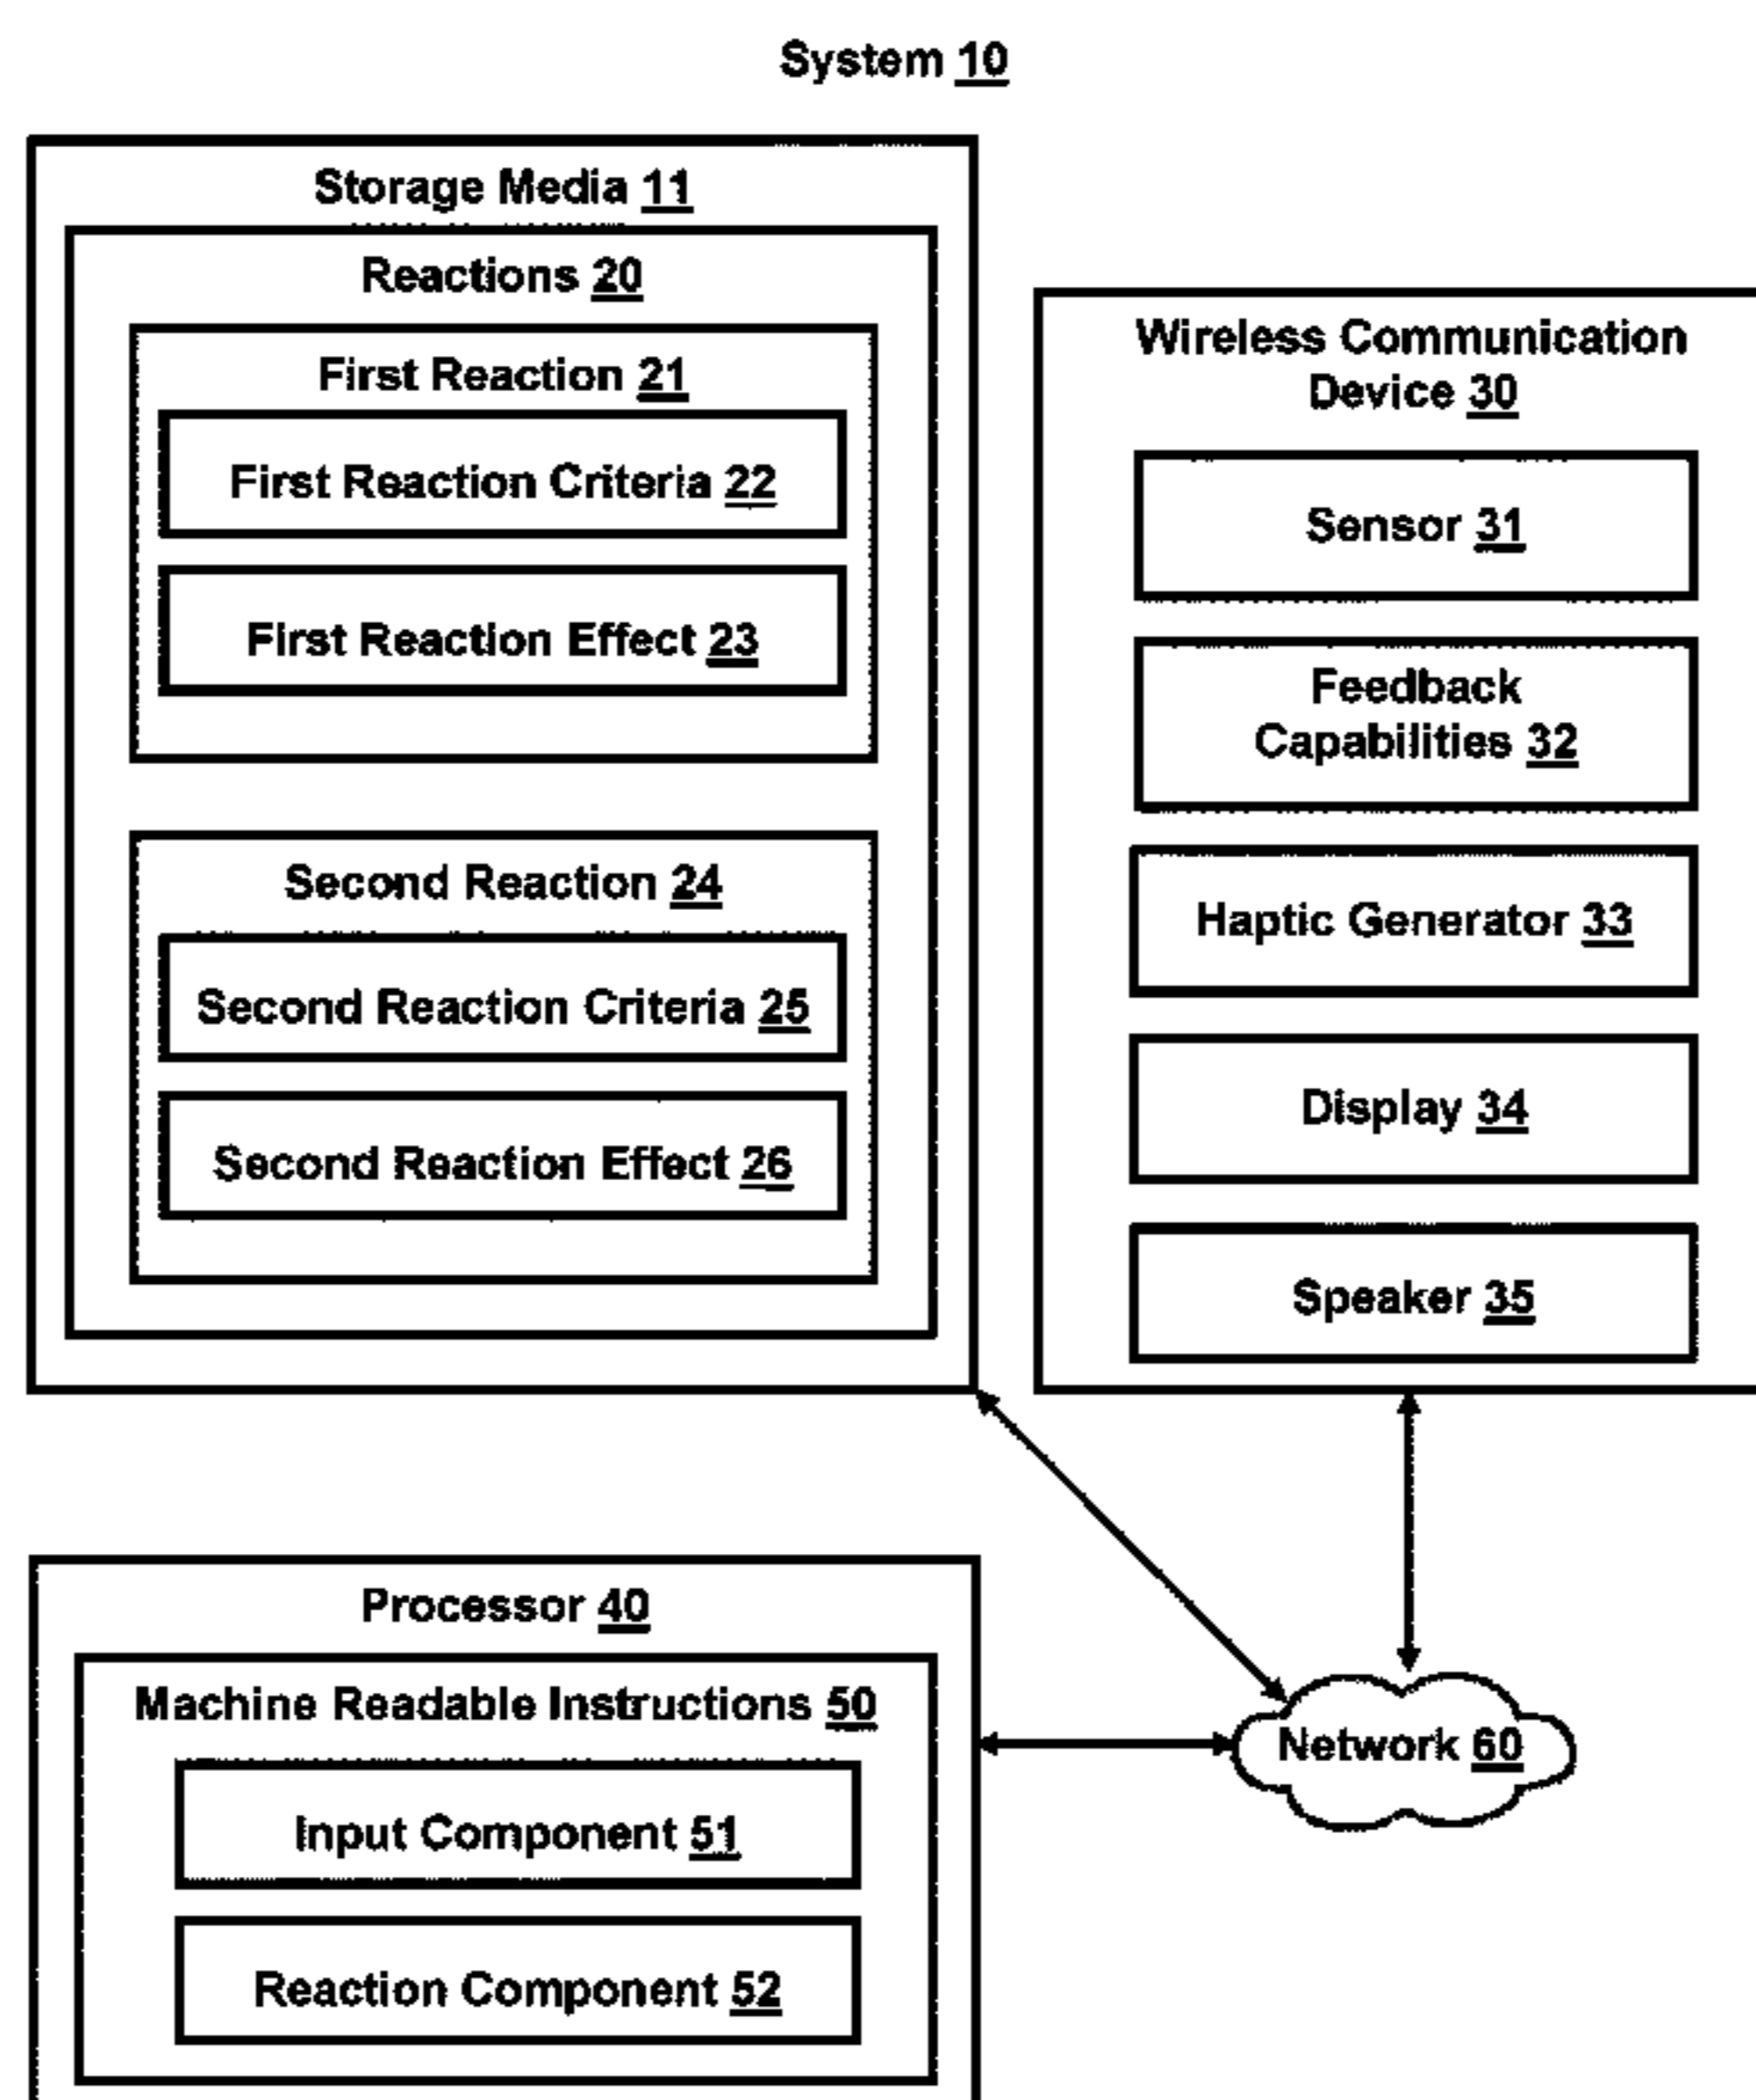 System 10
Storage Media 11
Reactions 20
First Reaction 21
First Reaction Criteria 22
First Reaction Effect 23
Second Reaction 24
Second Reaction Criteria 25
Second Reaction Effect 26
Wireless Communication
Device 30
Sensor 31
Feedback
Capabilities 32
Haptic Generator 33
Display 34
Speaker 35
Processor 40
Machine Readable Instructions 50
Input Component 51
Reaction Component 52
Network 60